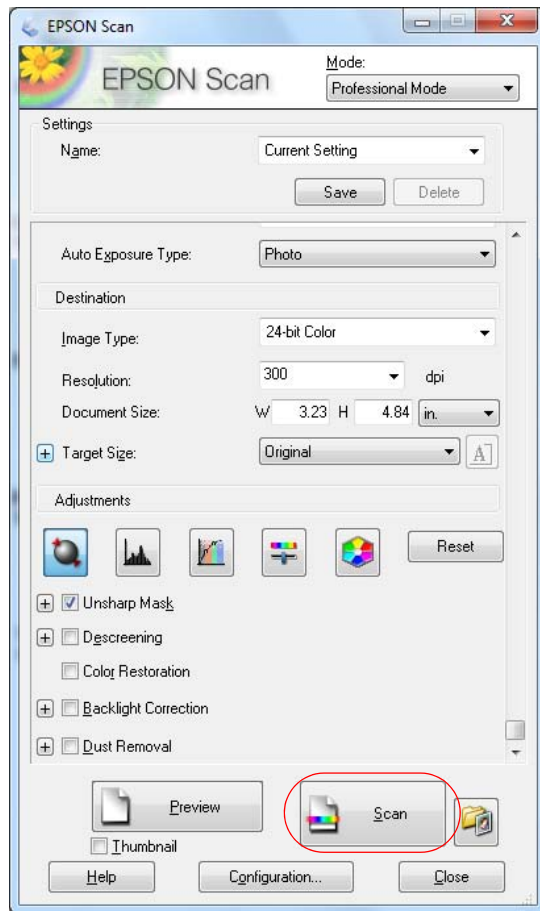 EPSON Scan
EPSON Scan
Mode:
Professional Mode
Settings
Name:
Current Setting
Save
Delete
Auto Exposure Type:
Photo
Destination
Image Type:
24-bit Color
Resolution:
300
dpi
Document Size:
W 3.23 H 4.84 in.
Target Size:
Original
A
Adjustments
Reset
Unsharp Mask
Descreening
Color Restoration
Backlight Correction
Dust Removal
Preview
Scan
Thumbnail
Help
Configuration...
Close